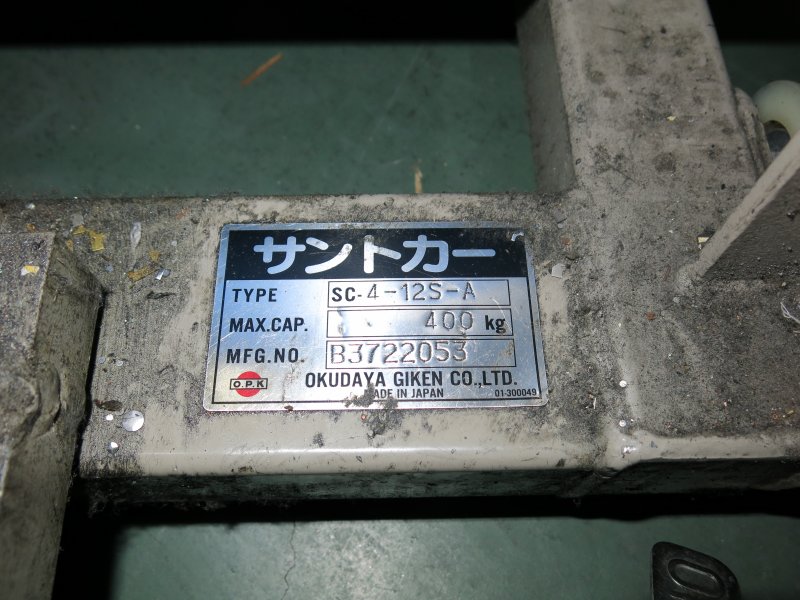 サントカー
TYPE SC-4-12S-A
MAX.CAP. 400 kg
MFG.NO. B3722053
O.P.K OKUDAYA GIKEN CO.,LTD.
MADE IN JAPAN 01-300049